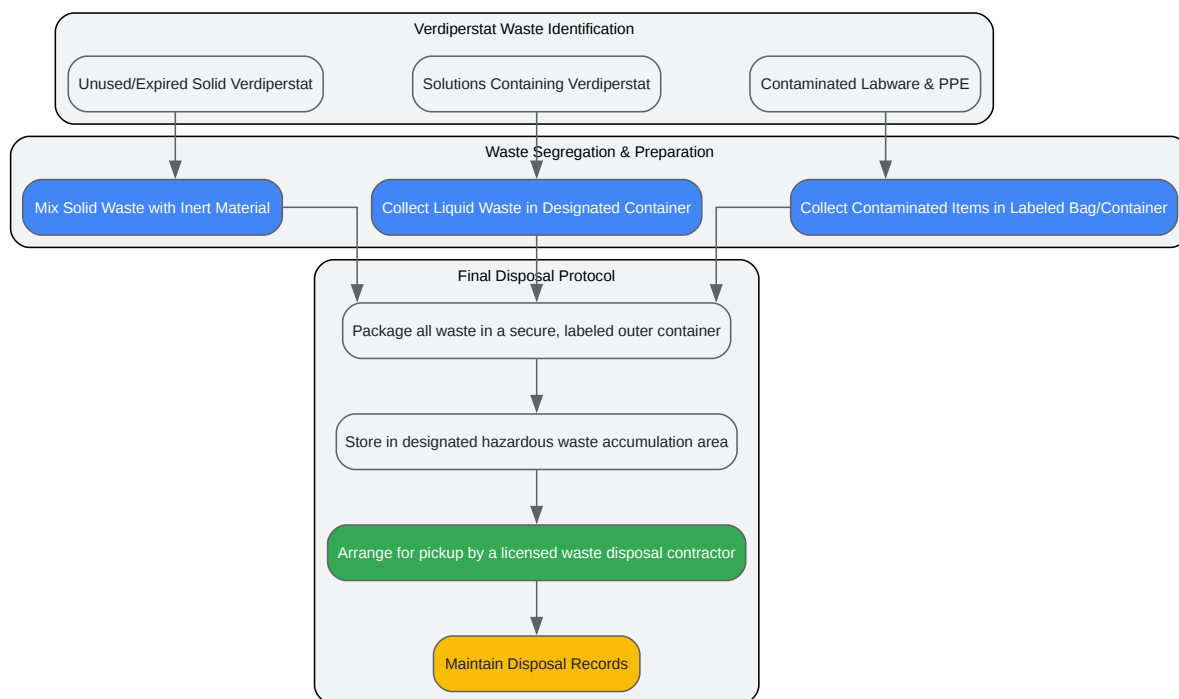 Verdiperstat Waste Identification
Unused/Expired Solid Verdiperstat
Solutions Containing Verdiperstat
Contaminated Labware & PPE
Waste Segregation & Preparation
Mix Solid Waste with Inert Material
Collect Liquid Waste in Designated Container
Collect Contaminated Items in Labeled Bag/Container
Final Disposal Protocol
Package all waste in a secure, labeled outer container
Store in designated hazardous waste accumulation area
Arrange for pickup by a licensed waste disposal contractor
Maintain Disposal Records